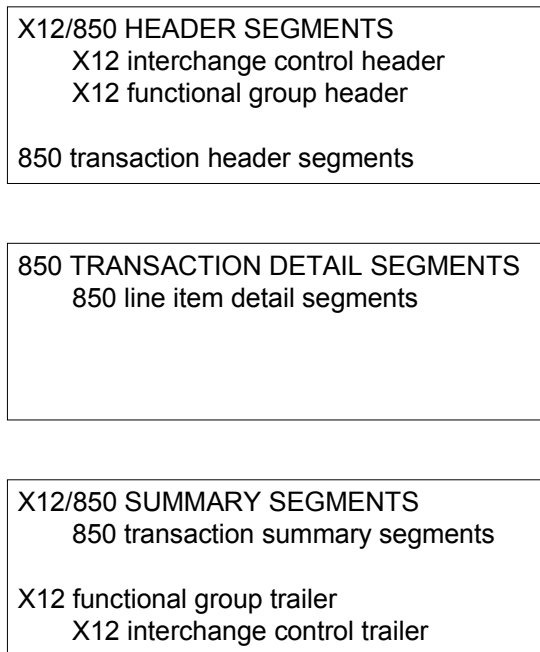 X12/850 HEADER SEGMENTS
X12 interchange control header
X12 functional group header
850 transaction header segments
850 TRANSACTION DETAIL SEGMENTS
850 line item detail segments
X12/850 SUMMARY SEGMENTS
850 transaction summary segments
X12 functional group trailer
X12 interchange control trailer